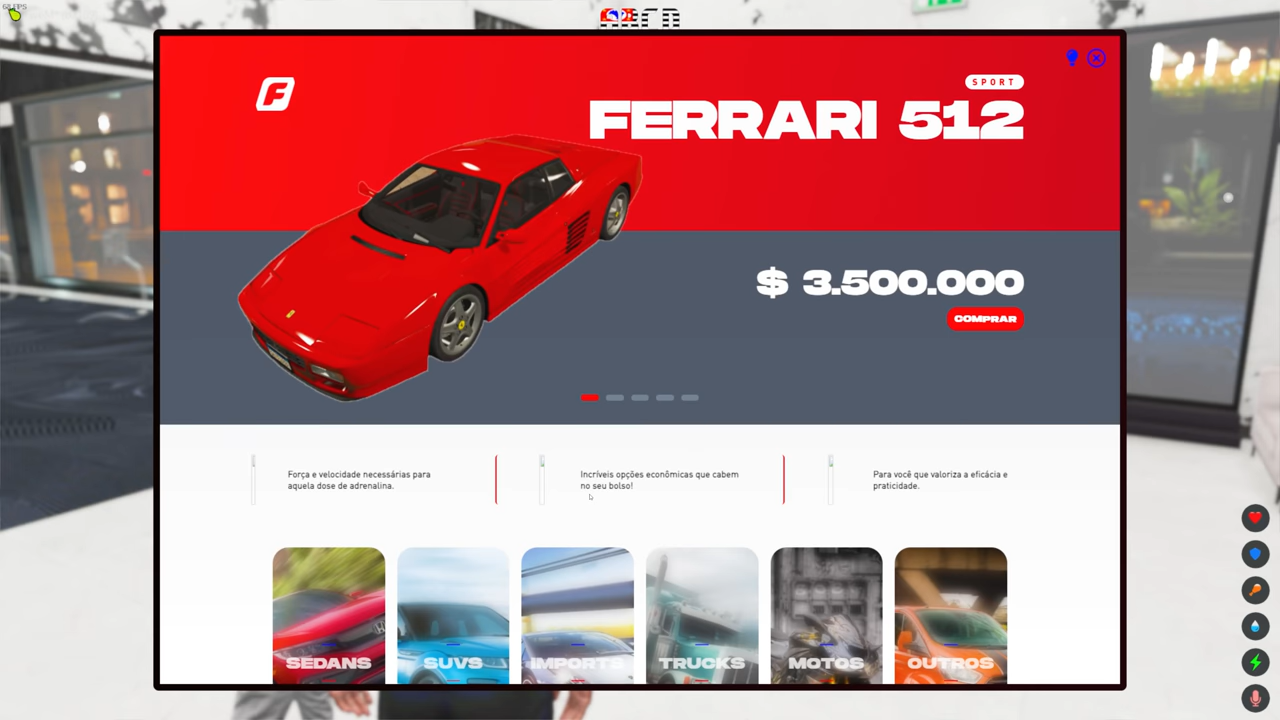 SPORT
FERRARI 512
$ 3.500.000
COMPRAR
Força e velocidade necessárias para
aquela dose de adrenalina.
Incríveis opções econômicas que cabem
no seu bolso!
Para você que valoriza a eficácia e
praticidade.
SEDANS
SUVS
IMPORTS
TRUCKS
MOTOS
OUTROS